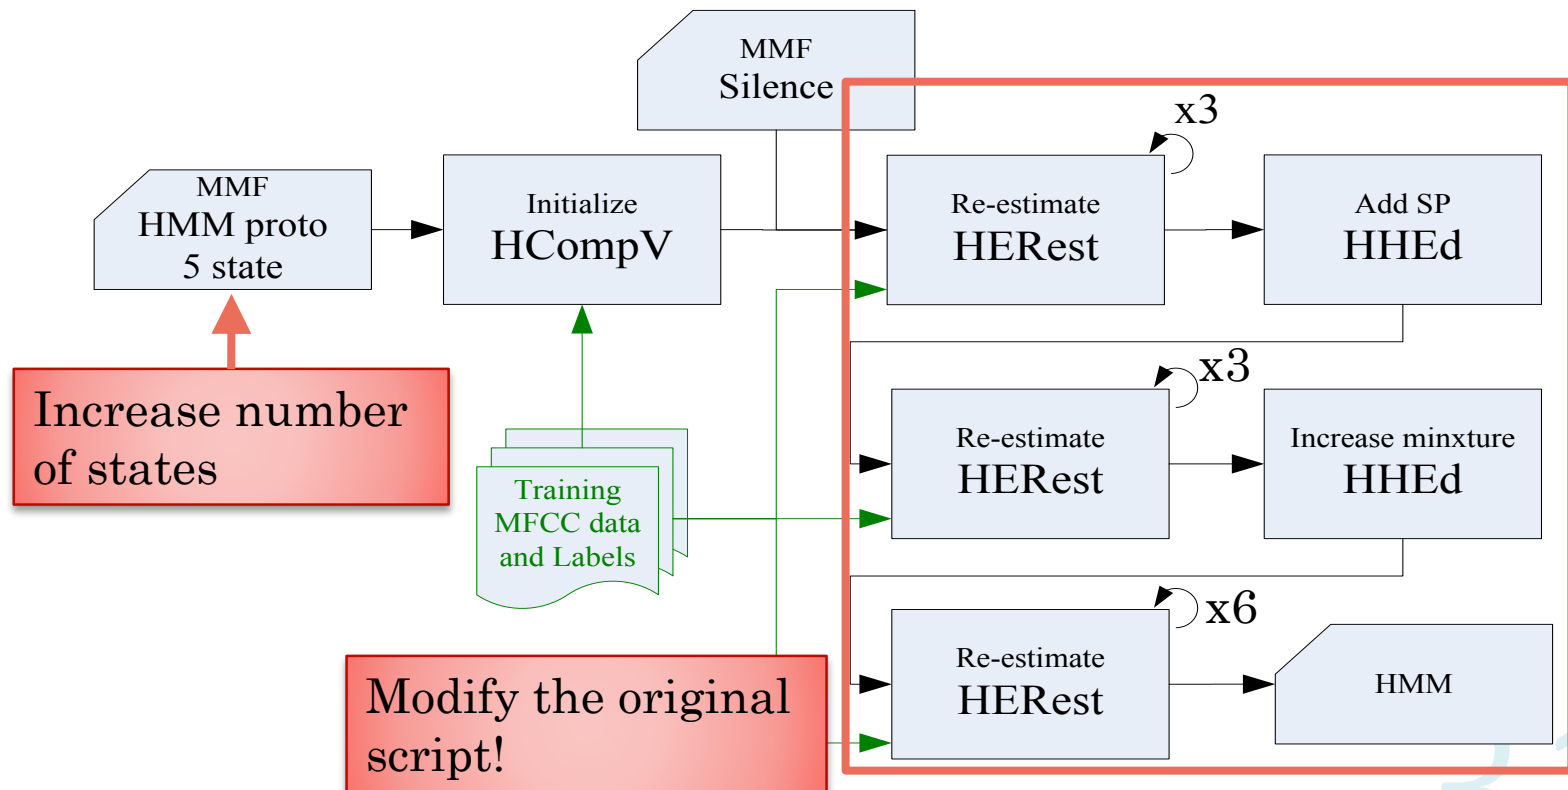 MMF
Silence
x3
MMF
HMM proto
5 state
Initialize
HCompV
Re-estimate
HERest
Add SP
HHEd
Increase number
of states
x3
Re-estimate
HERest
Increase minxture
HHEd
Training
MFCC data
and Labels
x6
Re-estimate
HERest
HMM
Modify the original
script!